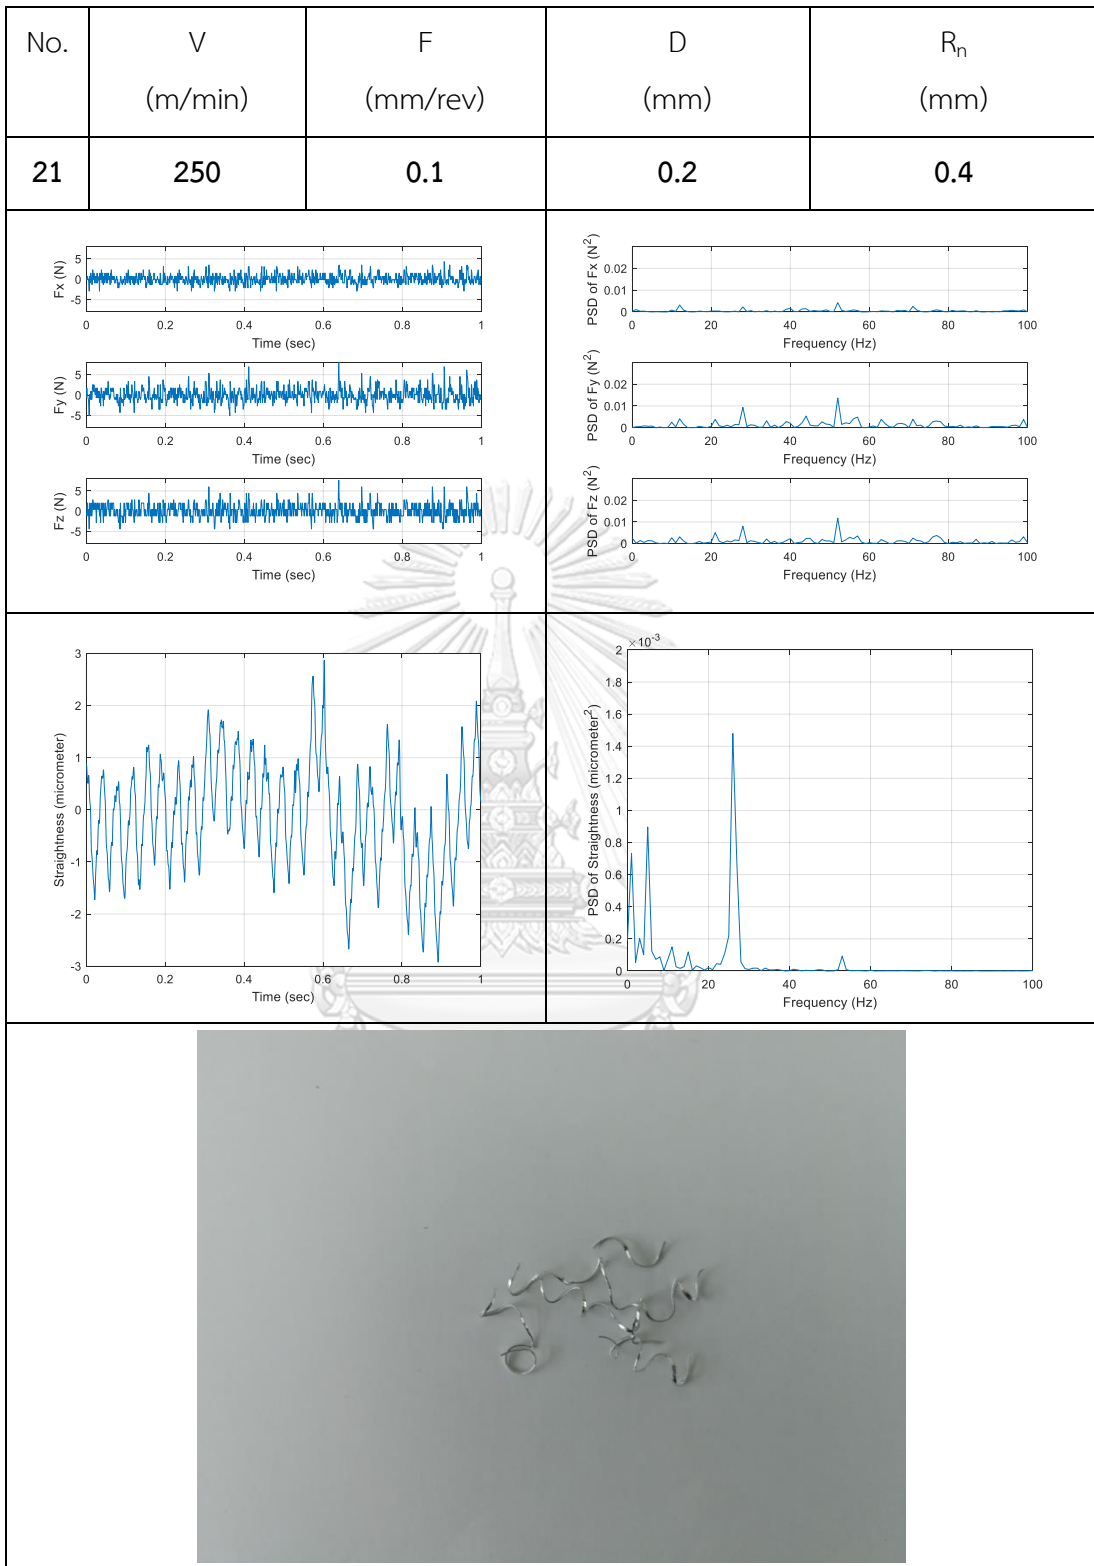 No. V F D Rn
(m/min) (mm/rev) (mm) (mm)
21 250 0.1 0.2 0.4
Fx (N)
5
0
-5
0 0.2 0.4 0.6 0.8 1
Time (sec)
Fy (N)
5
0
-5
0 0.2 0.4 0.6 0.8 1
Time (sec)
Fz (N)
5
0
-5
0 0.2 0.4 0.6 0.8 1
Time (sec)
PSD of Fx (N²)
0.02
0.01
0
0 20 40 60 80 100
Frequency (Hz)
PSD of Fy (N²)
0.02
0.01
0
0 20 40 60 80 100
Frequency (Hz)
PSD of Fz (N²)
0.02
0.01
0
0 20 40 60 80 100
Frequency (Hz)
Straightness (micrometer)
3
2
1
0
-1
-2
-3
0 0.2 0.4 0.6 0.8 1
Time (sec)
PSD of Straightness (micrometer²)
×10⁻³
2
1.8
1.6
1.4
1.2
1
0.8
0.6
0.4
0.2
0
0 20 40 60 80 100
Frequency (Hz)